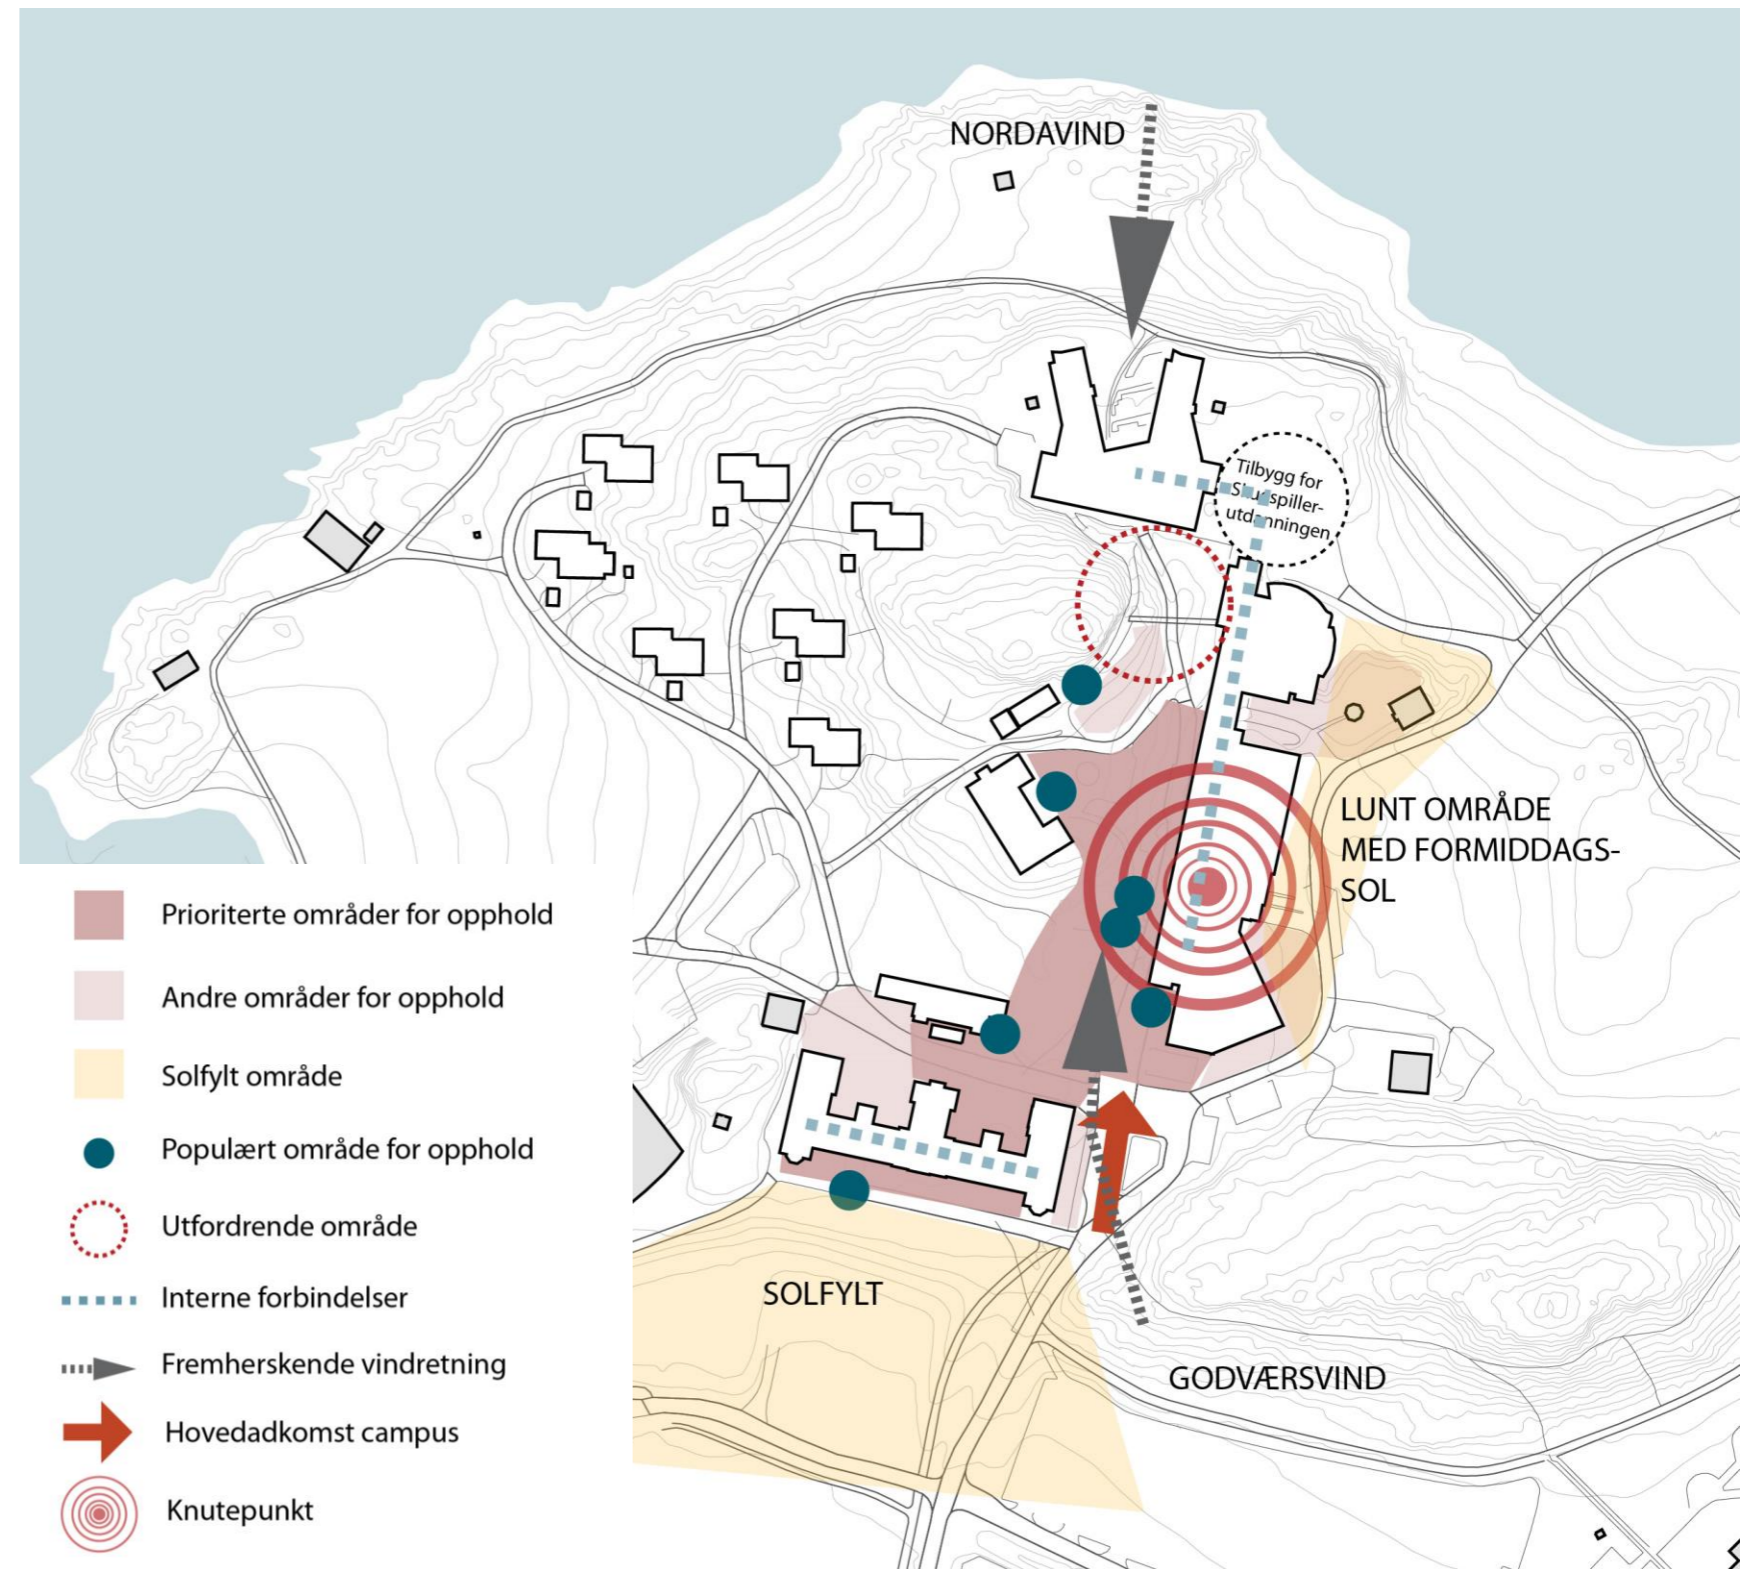 NORDAVIND
Tilbygg for
Skuespiller-
utdanningen
LUNT OMRÅDE
MED FORMIDDAGS-
SOL
SOLFYLT
GODVÆRSVIND
Prioriterte områder for opphold
Andre områder for opphold
Solfylt område
Populært område for opphold
Utfordrende område
Interne forbindelser
Fremherskende vindretning
Hovedadkomst campus
Knutepunkt